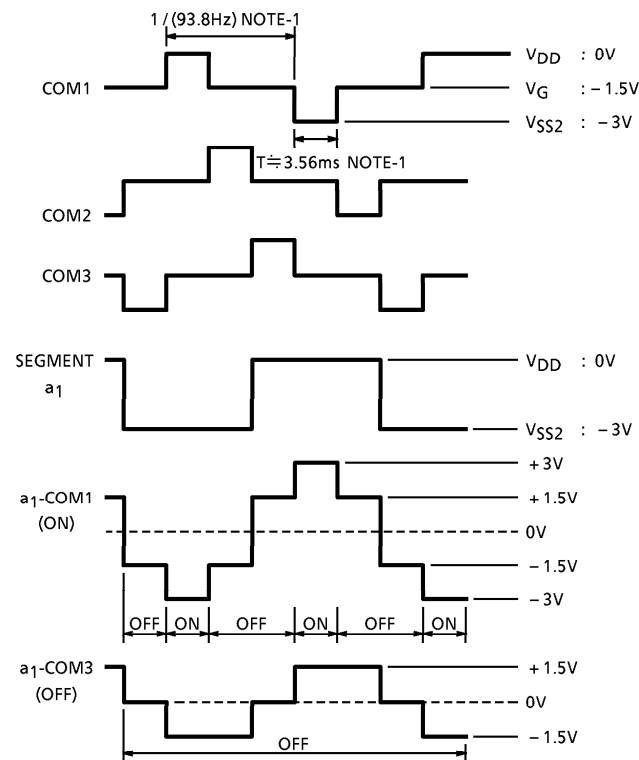 1 / (93.8Hz) NOTE-1
VDD : 0V
COM1
VG : −1.5V
VSS2 : −3V
T≒3.56ms NOTE-1
COM2
COM3
SEGMENT
a1
VDD : 0V
VSS2 : −3V
+3V
a1-COM1
(ON)
+1.5V
0V
−1.5V
−3V
OFF ON OFF ON OFF ON
a1-COM3
(OFF)
+1.5V
0V
−1.5V
OFF